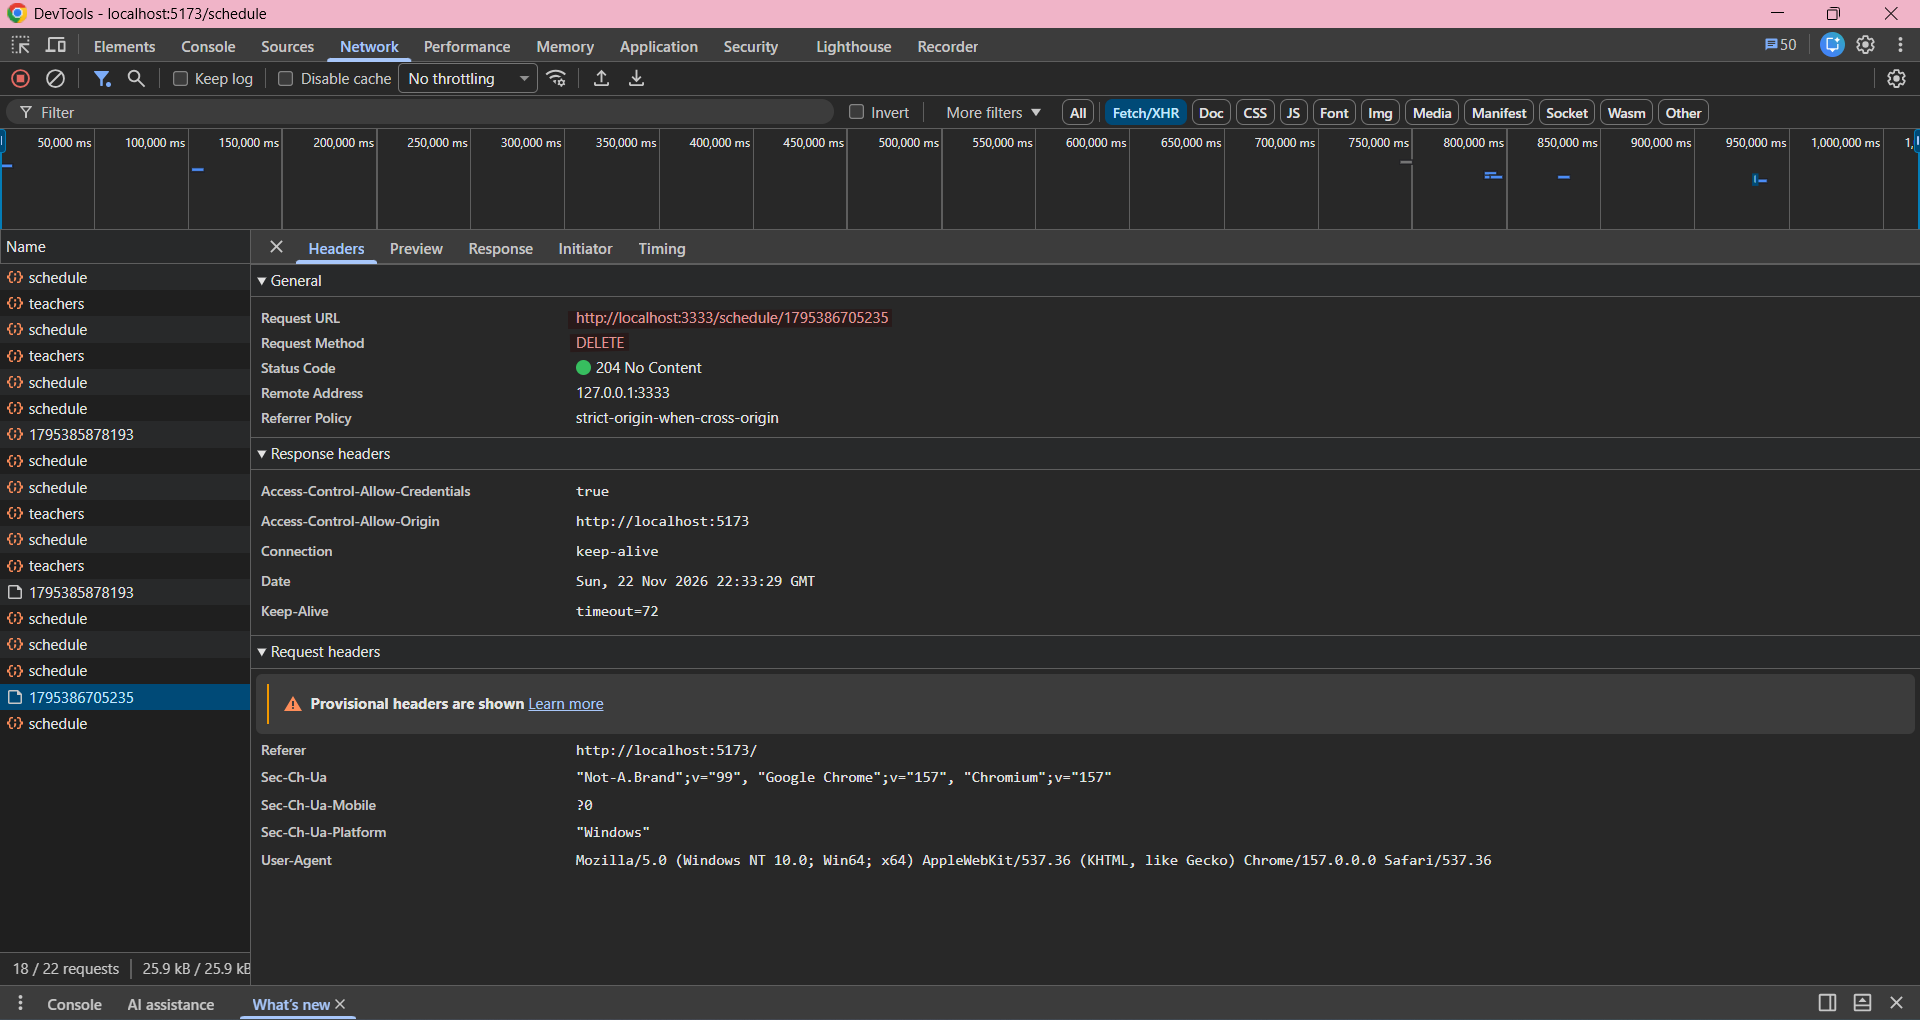 DevTools - localhost:5173/schedule
Elements Console Sources Network Performance Memory Application Security Lighthouse Recorder 50
Keep log Disable cache No throttling
Filter Invert More filters All Fetch/XHR Doc CSS JS Font Img Media Manifest Socket Wasm Other
50,000 ms 100,000 ms 150,000 ms 200,000 ms 250,000 ms 300,000 ms 350,000 ms 400,000 ms 450,000 ms 500,000 ms 550,000 ms 600,000 ms 650,000 ms 700,000 ms 750,000 ms 800,000 ms 850,000 ms 900,000 ms 950,000 ms 1,000,000 ms 1,
Name
schedule
teachers
schedule
teachers
schedule
schedule
1795385878193
schedule
schedule
teachers
schedule
teachers
1795385878193
schedule
schedule
schedule
1795386705235
schedule
18 / 22 requests 25.9 kB / 25.9 kB
Headers Preview Response Initiator Timing
General
Request URL http://localhost:3333/schedule/1795386705235
Request Method DELETE
Status Code 204 No Content
Remote Address 127.0.0.1:3333
Referrer Policy strict-origin-when-cross-origin
Response headers
Access-Control-Allow-Credentials true
Access-Control-Allow-Origin http://localhost:5173
Connection keep-alive
Date Sun, 22 Nov 2026 22:33:29 GMT
Keep-Alive timeout=72
Request headers
Provisional headers are shown Learn more
Referer http://localhost:5173/
Sec-Ch-Ua "Not-A.Brand";v="99", "Google Chrome";v="157", "Chromium";v="157"
Sec-Ch-Ua-Mobile ?0
Sec-Ch-Ua-Platform "Windows"
User-Agent Mozilla/5.0 (Windows NT 10.0; Win64; x64) AppleWebKit/537.36 (KHTML, like Gecko) Chrome/157.0.0.0 Safari/537.36
Console AI assistance What's new